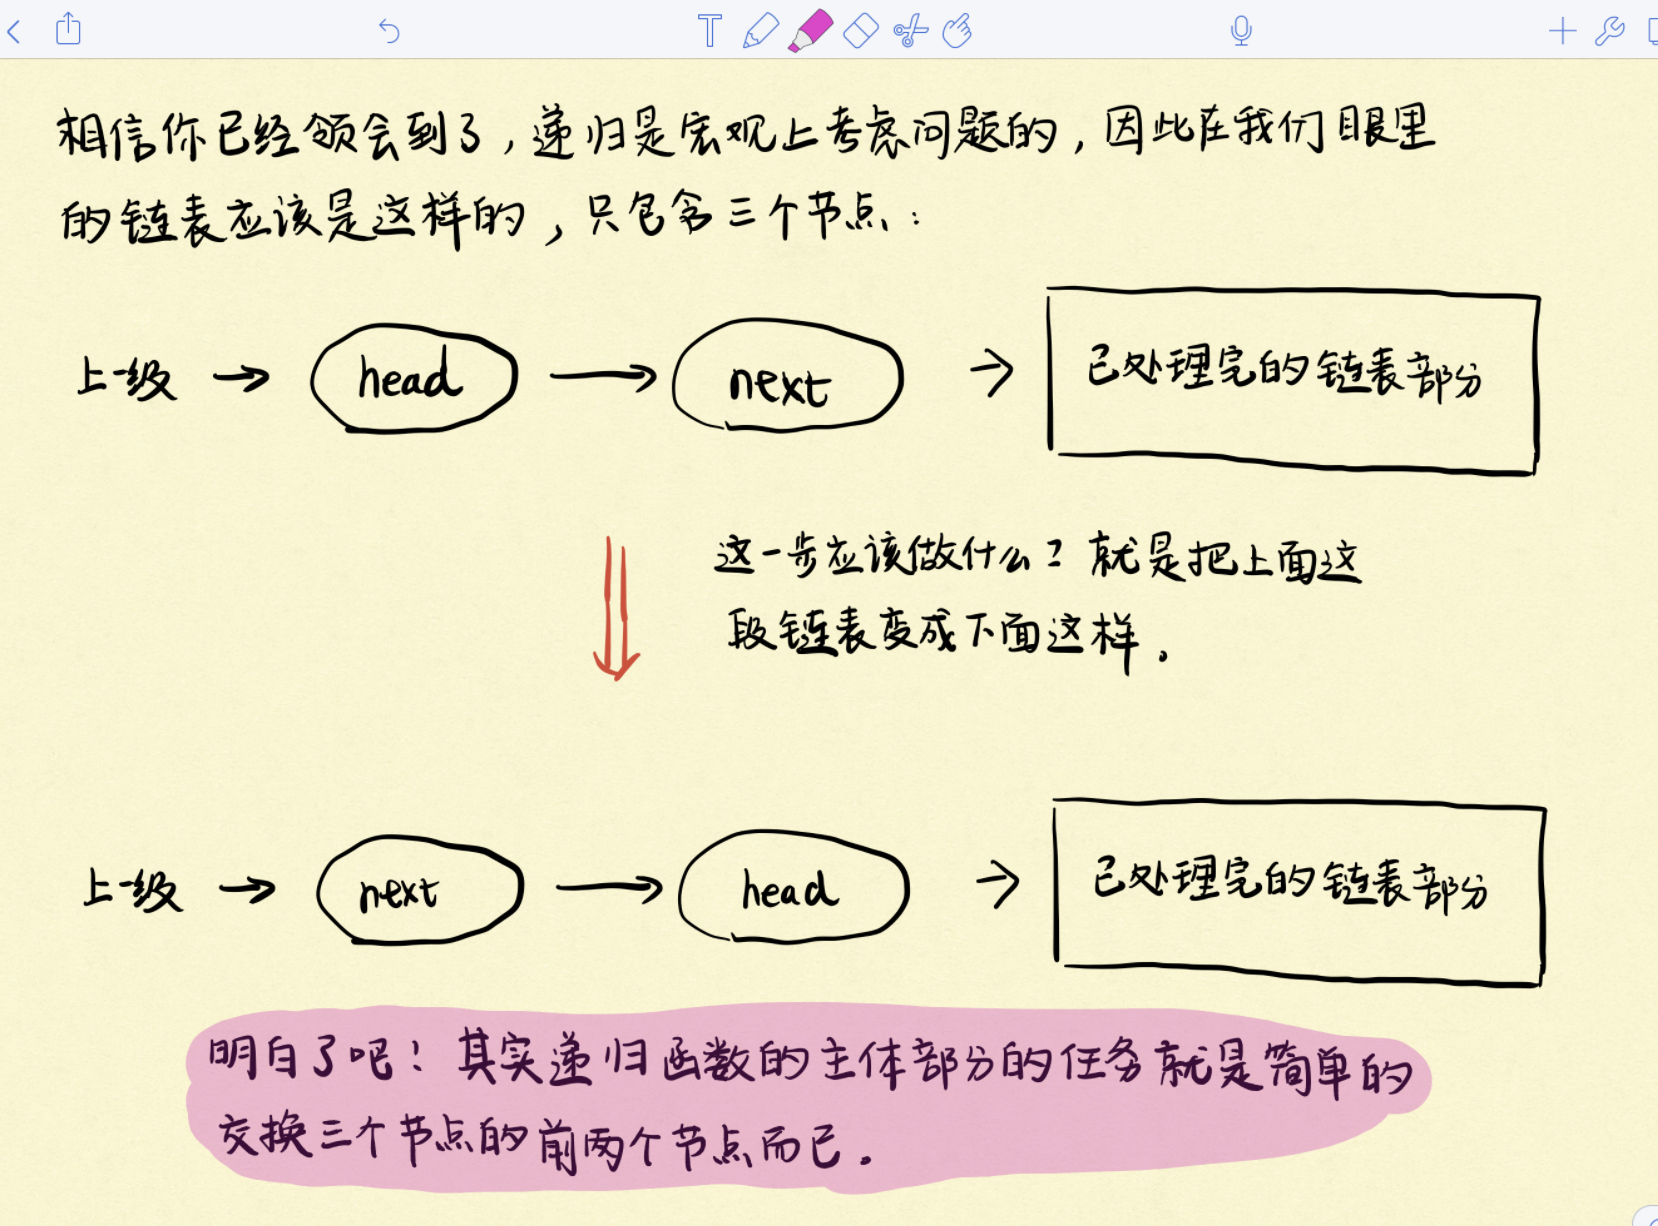 相信你已经领会到了，递归是宏观上考虑问题的，因此在我们眼里
的链表应该是这样的，只包含三个节点：
上一级 → head → next → 已处理完的链表部分
这一步应该做什么？就是把上面这
段链表变成下面这样。
上一级 → next → head → 已处理完的链表部分
明白了吧！其实递归函数的主体部分的任务就是简单的
交换三个节点的前两个节点而已。